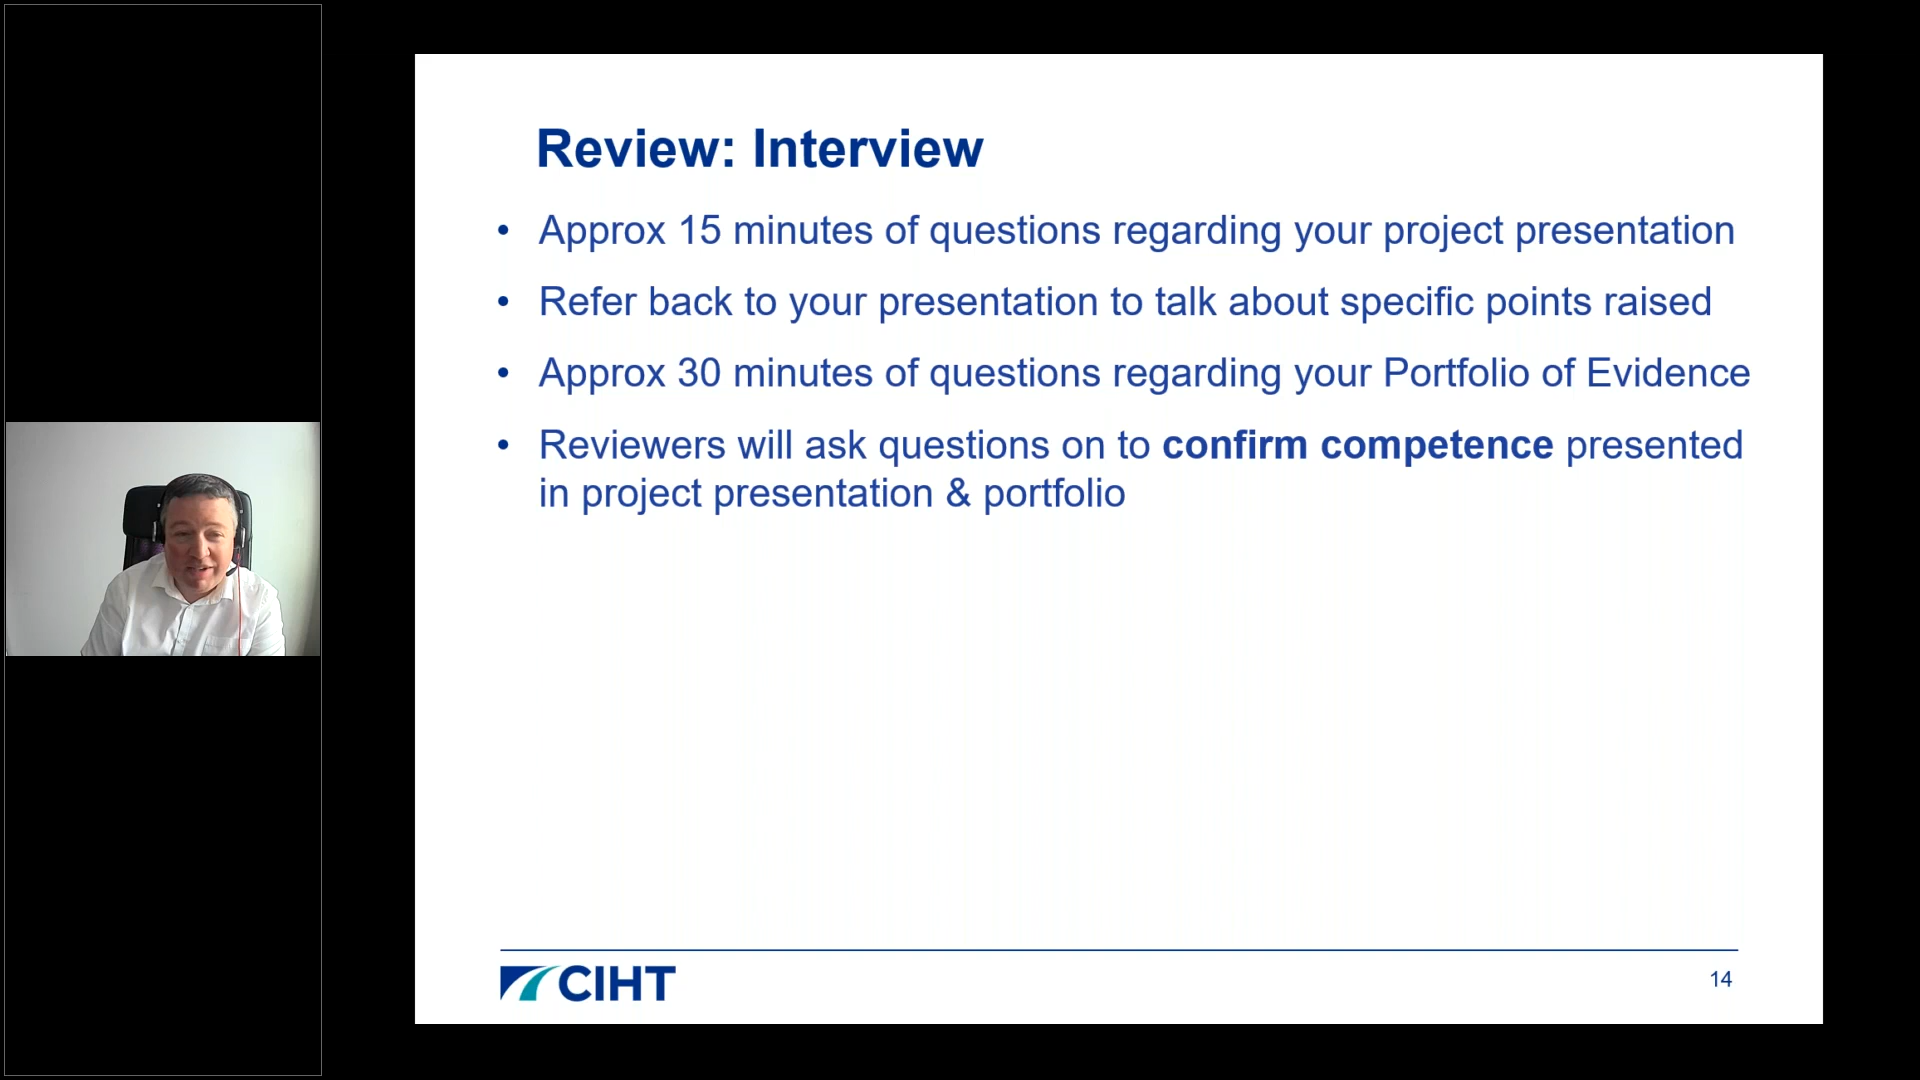 Review: Interview
• Approx 15 minutes of questions regarding your project presentation
• Refer back to your presentation to talk about specific points raised
• Approx 30 minutes of questions regarding your Portfolio of Evidence
• Reviewers will ask questions on to confirm competence presented
in project presentation & portfolio
CIHT
14